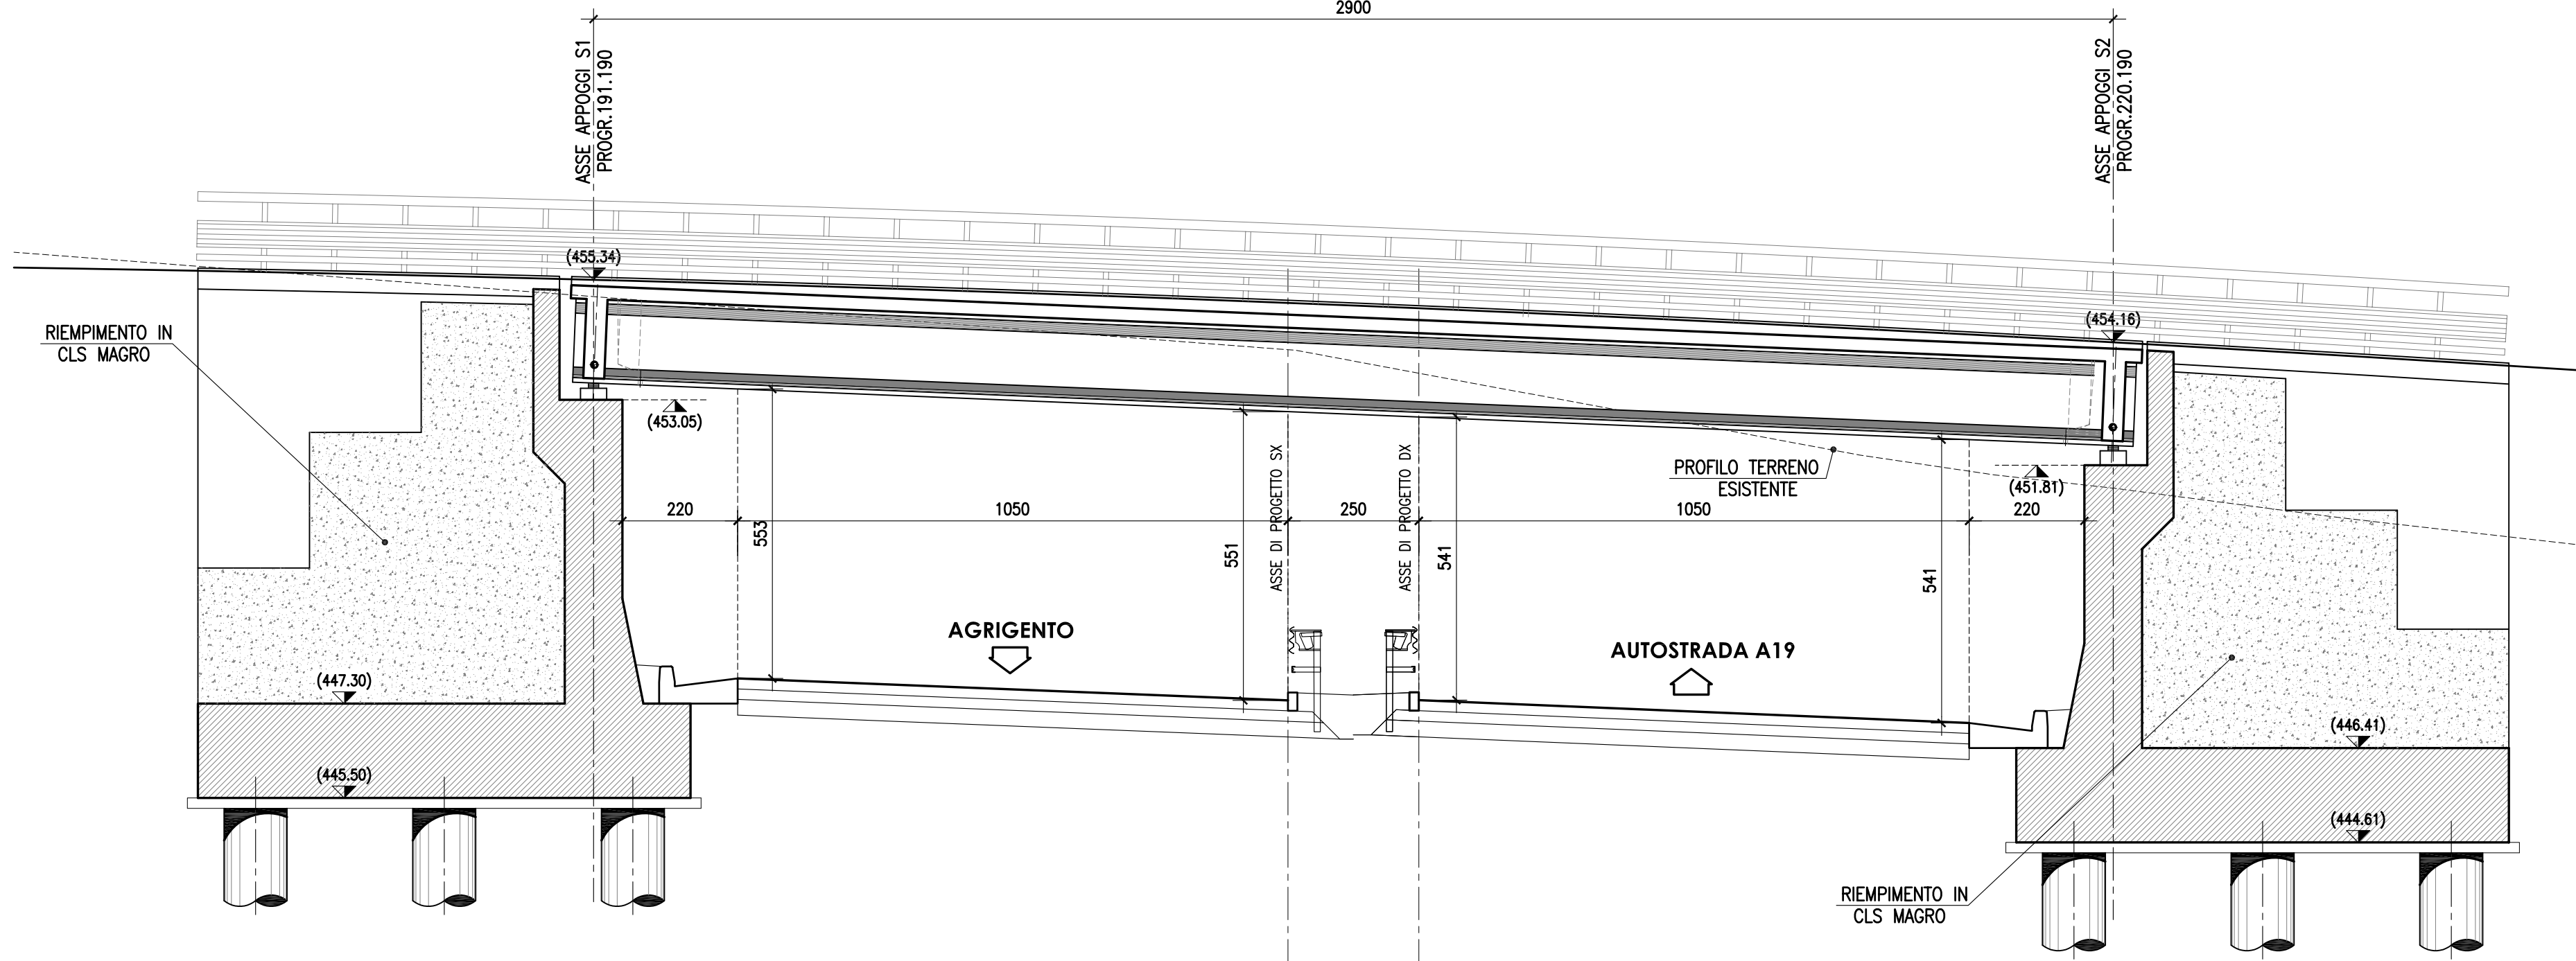 2900
ASSE APPOGGI S1
PROGR.191.190
ASSE APPOGGI S2
PROGR.220.190
(455.34)
(454.16)
RIEMPIMENTO IN
CLS MAGRO
(453.05)
PROFILO TERRENO
ESISTENTE
(451.81)
220
1050
250
1050
220
553
551
ASSE DI PROGETTO SX
ASSE DI PROGETTO DX
541
541
AGRIGENTO
AUTOSTRADA A19
(447.30)
(446.41)
(445.50)
(444.61)
RIEMPIMENTO IN
CLS MAGRO